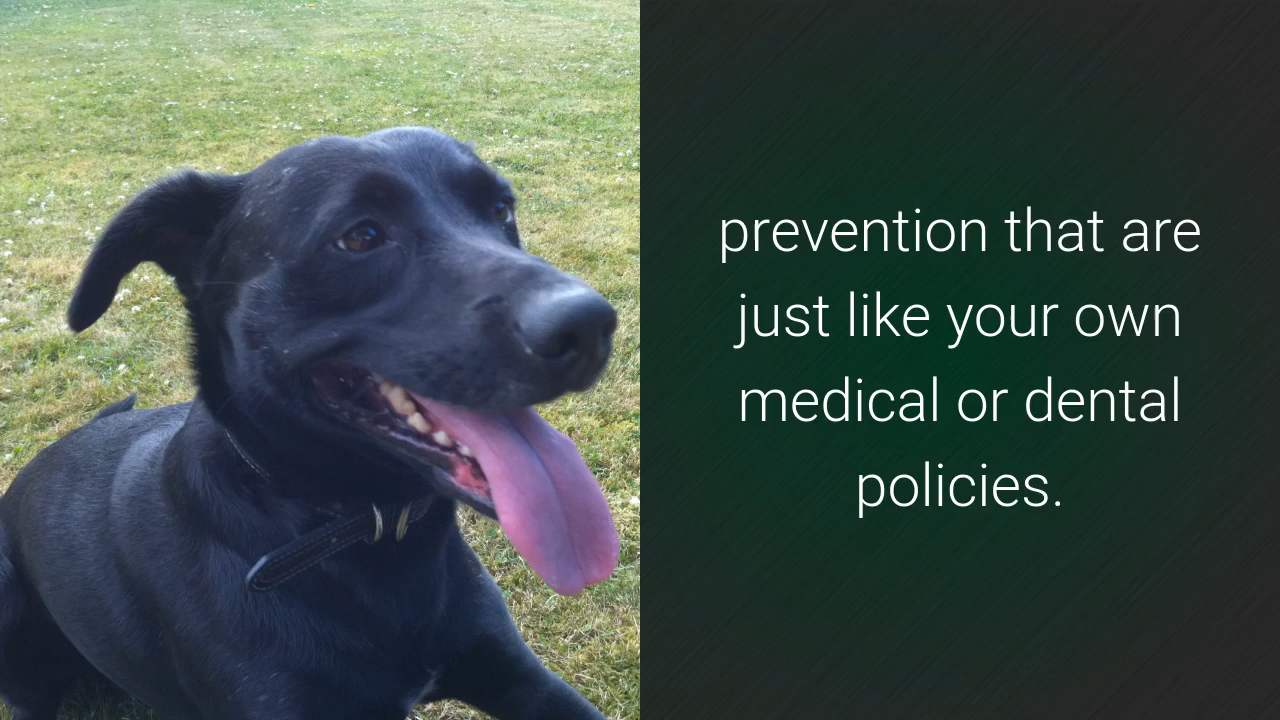 prevention that are
just like your own
medical or dental
policies.